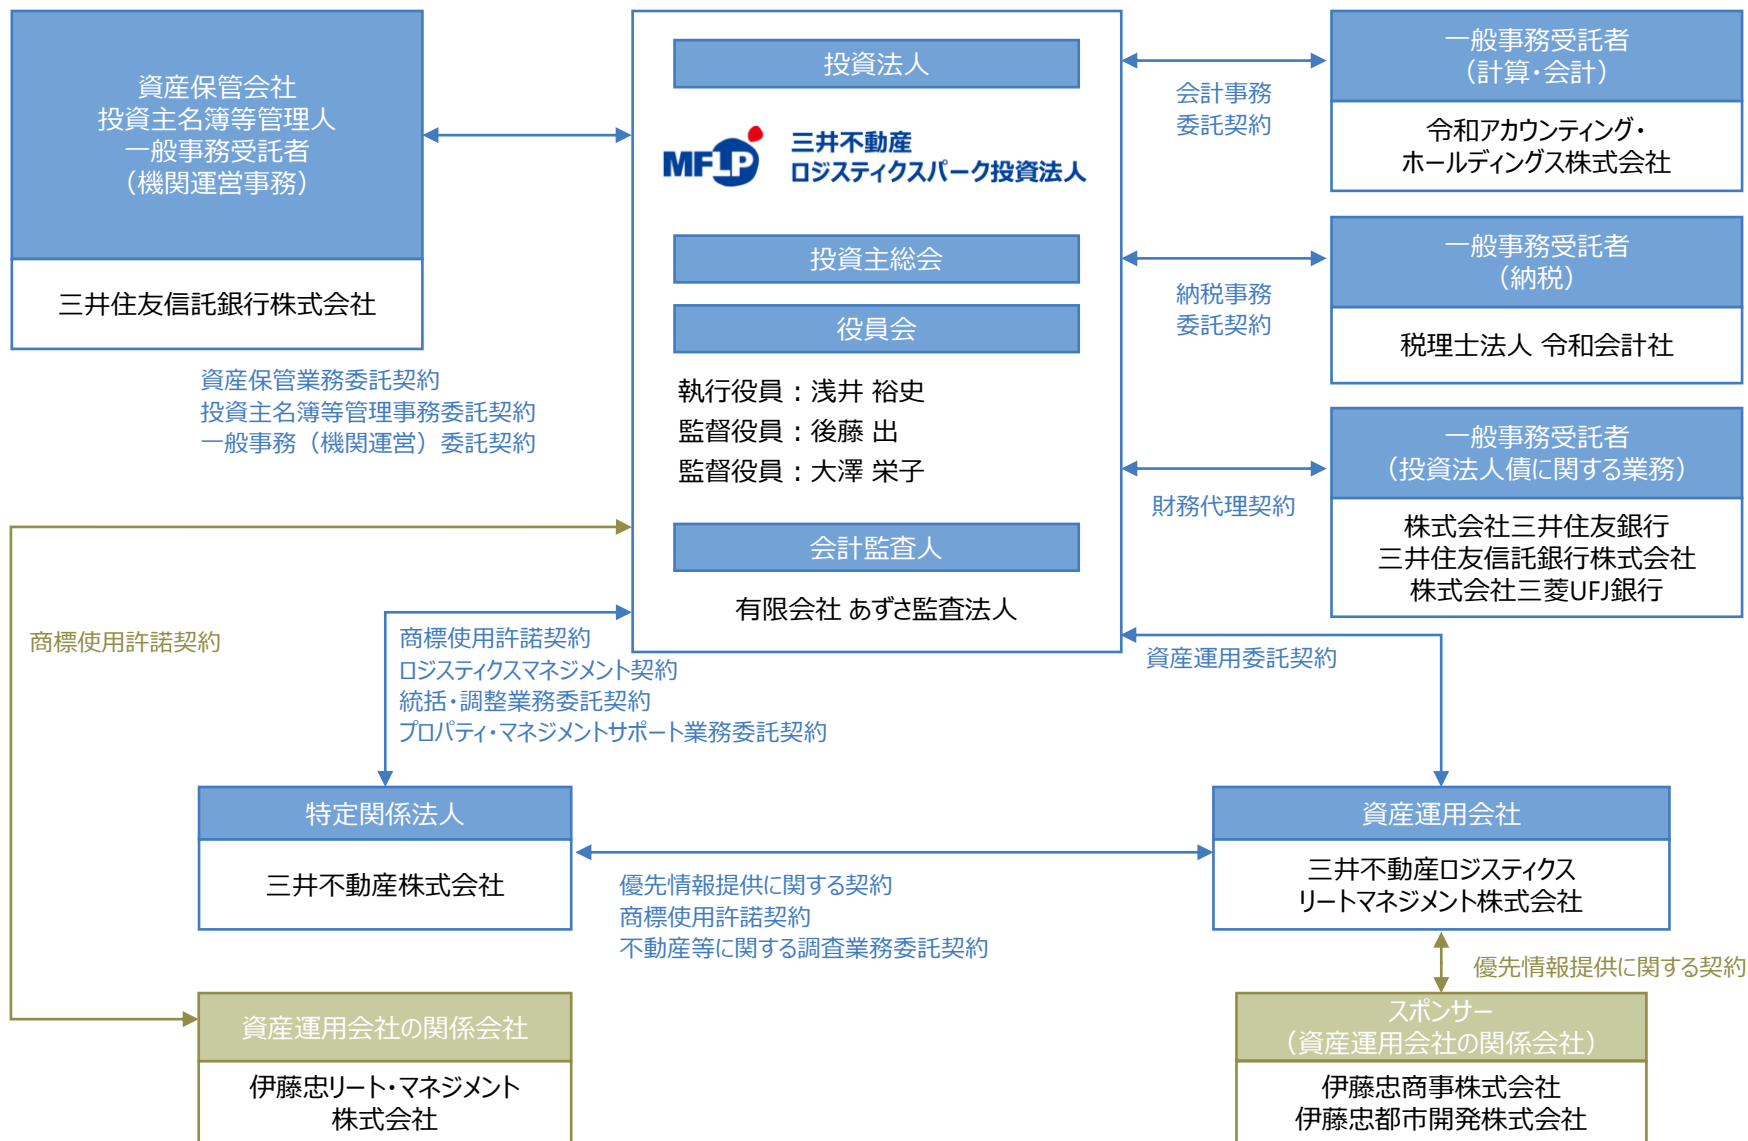 資産保管会社
投資主名簿等管理人
一般事務受託者
（機関運営事務）
三井住友信託銀行株式会社
資産保管業務委託契約
投資主名簿等管理事務委託契約
一般事務（機関運営）委託契約
投資法人
MFLP
三井不動産
ロジスティクスパーク投資法人
投資主総会
役員会
執行役員：浅井 裕史
監督役員：後藤 出
監督役員：大澤 栄子
会計監査人
有限会社 あずさ監査法人
会計事務
委託契約
一般事務受託者
（計算・会計）
令和アカウンティング・
ホールディングス株式会社
納税事務
委託契約
一般事務受託者
（納税）
税理士法人 令和会計社
財務代理契約
一般事務受託者
（投資法人債に関する業務）
株式会社三井住友銀行
三井住友信託銀行株式会社
株式会社三菱UFJ銀行
商標使用許諾契約
商標使用許諾契約
ロジスティクスマネジメント契約
統括・調整業務委託契約
プロパティ・マネジメントサポート業務委託契約
資産運用委託契約
特定関係法人
三井不動産株式会社
優先情報提供に関する契約
商標使用許諾契約
不動産等に関する調査業務委託契約
資産運用会社
三井不動産ロジスティクス
リートマネジメント株式会社
優先情報提供に関する契約
資産運用会社の関係会社
伊藤忠リート・マネジメント
株式会社
スポンサー
（資産運用会社の関係会社）
伊藤忠商事株式会社
伊藤忠都市開発株式会社